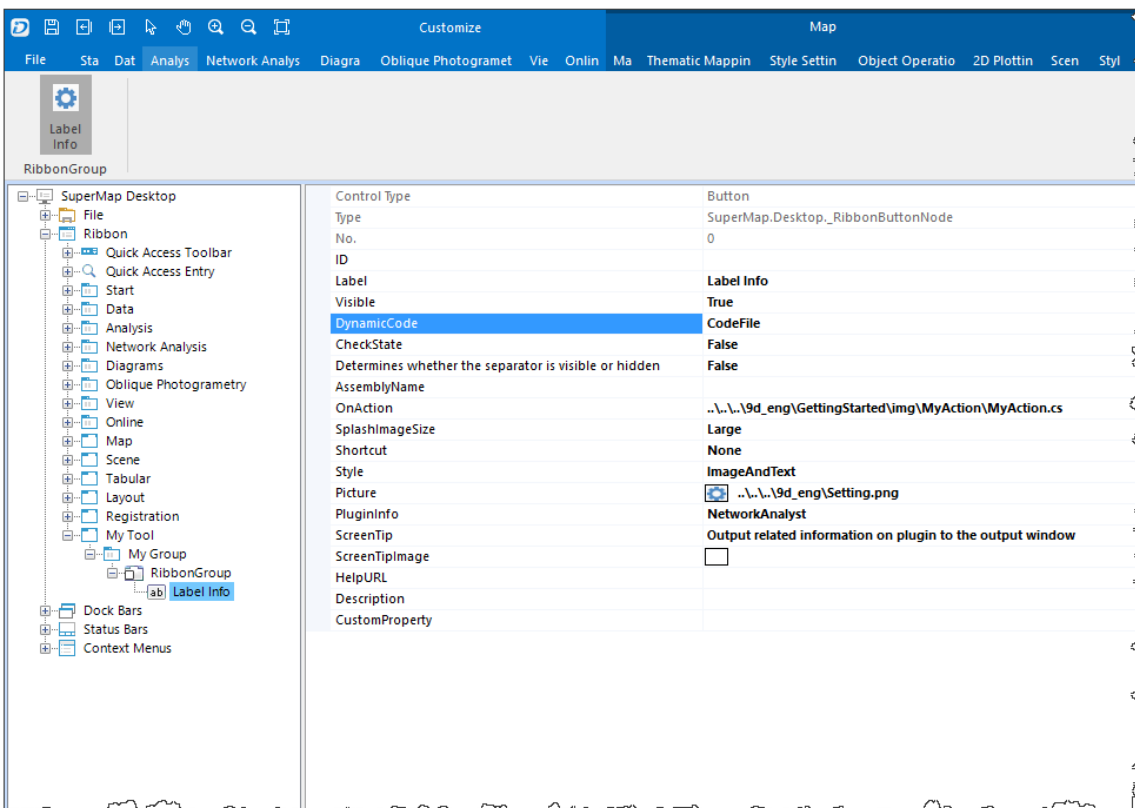 Customize Map
File Sta Dat Analys Network Analys Diagra Oblique Photogramet Vie Onlin Ma Thematic Mappin Style Settin Object Operatio 2D Plottin Scen Styl
Label
Info
RibbonGroup
SuperMap Desktop
File
Ribbon
Quick Access Toolbar
Quick Access Entry
Start
Data
Analysis
Network Analysis
Diagrams
Oblique Photogrametry
View
Online
Map
Scene
Tabular
Layout
Registration
My Tool
My Group
RibbonGroup
ab Label Info
Dock Bars
Status Bars
Context Menus
Control Type Button
Type SuperMap.Desktop._RibbonButtonNode
No. 0
ID
Label Label Info
Visible True
DynamicCode CodeFile
CheckState False
Determines whether the separator is visible or hidden False
AssemblyName
OnAction ..\..\..\9d_eng\GettingStarted\img\MyAction\MyAction.cs
SplashImageSize Large
Shortcut None
Style ImageAndText
Picture ..\..\..\9d_eng\Setting.png
PluginInfo NetworkAnalyst
ScreenTip Output related information on plugin to the output window
ScreenTipImage
HelpURL
Description
CustomProperty